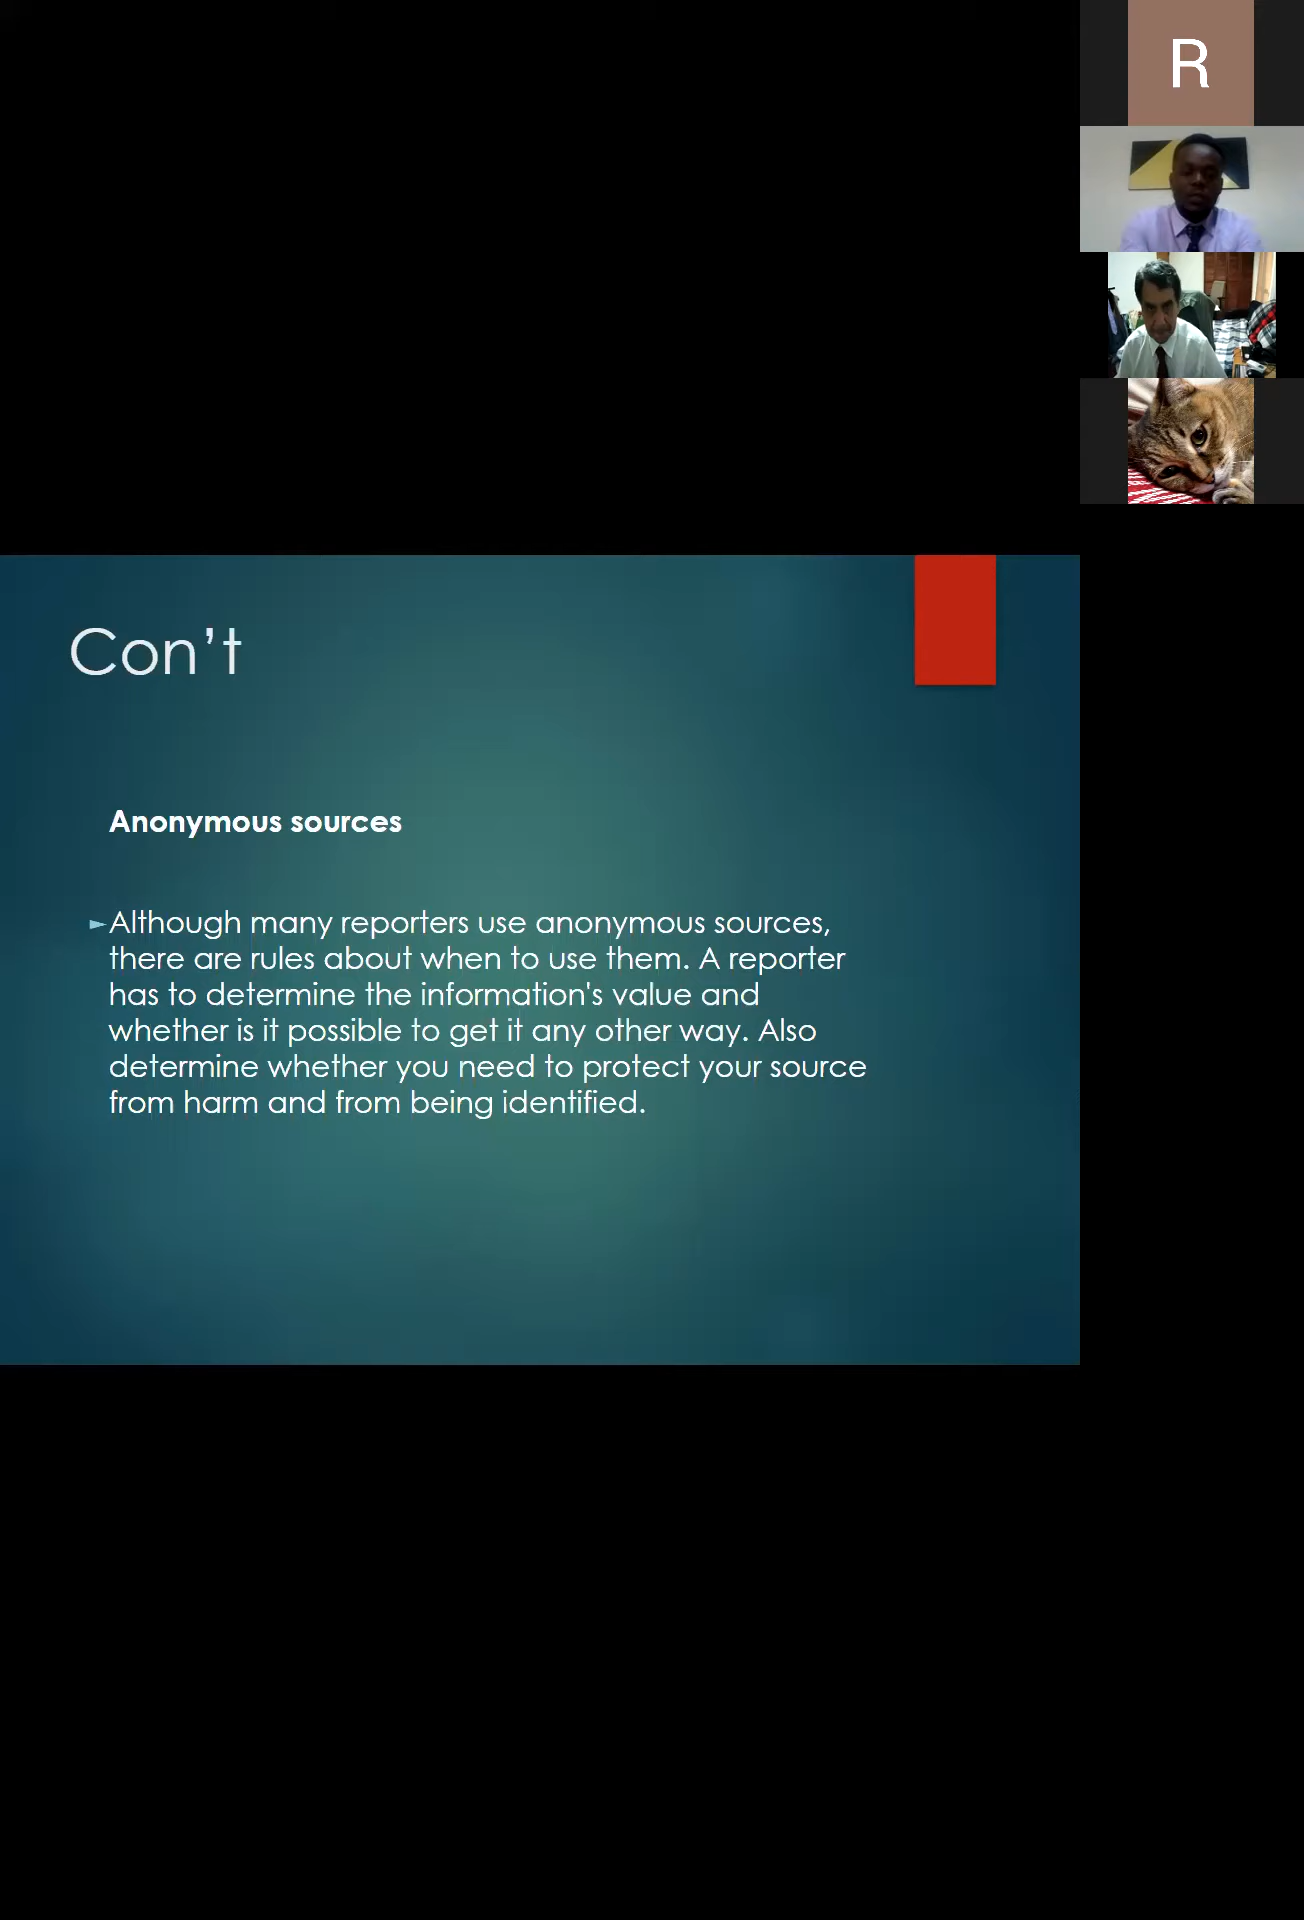 R
Con't
Anonymous sources
►Although many reporters use anonymous sources,
there are rules about when to use them. A reporter
has to determine the information's value and
whether is it possible to get it any other way. Also
determine whether you need to protect your source
from harm and from being identified.